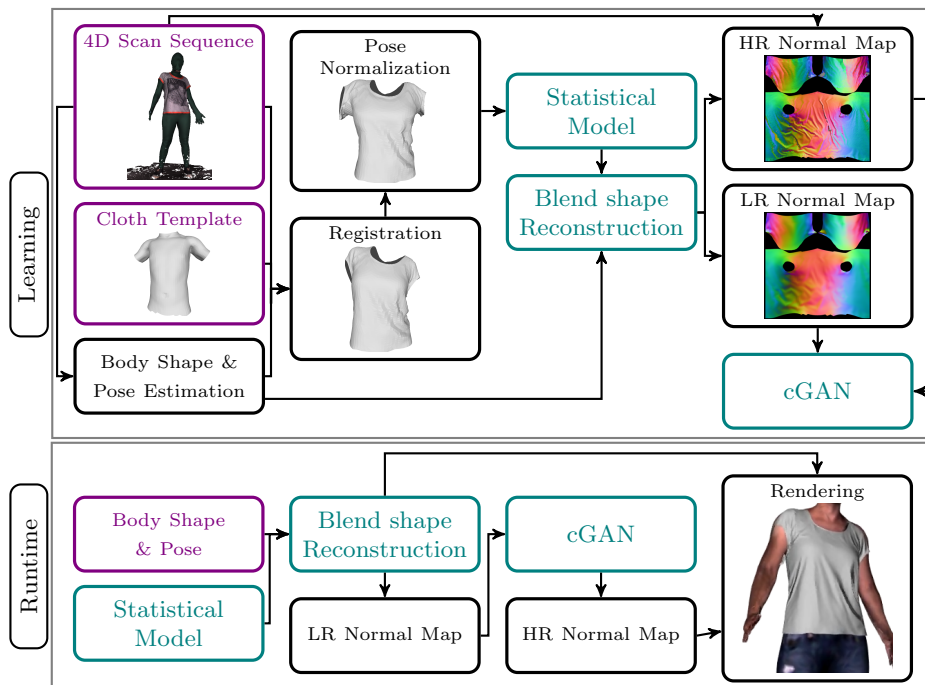 Learning
4D Scan Sequence
Cloth Template
Body Shape &
Pose Estimation
Pose
Normalization
Registration
Statistical
Model
Blend shape
Reconstruction
HR Normal Map
LR Normal Map
cGAN
Runtime
Body Shape
& Pose
Statistical
Model
Blend shape
Reconstruction
LR Normal Map
cGAN
HR Normal Map
Rendering